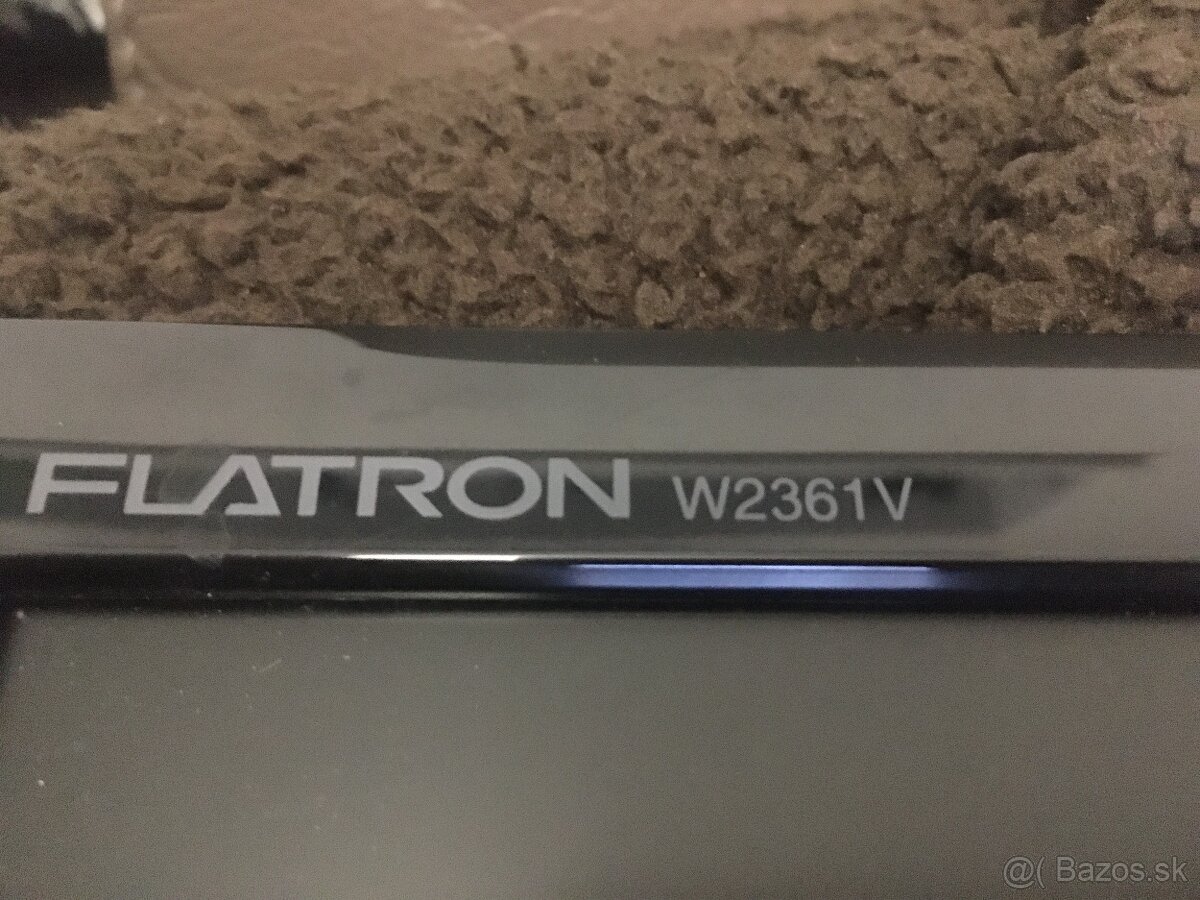 FLATRON W2361V
@( Bazos.sk